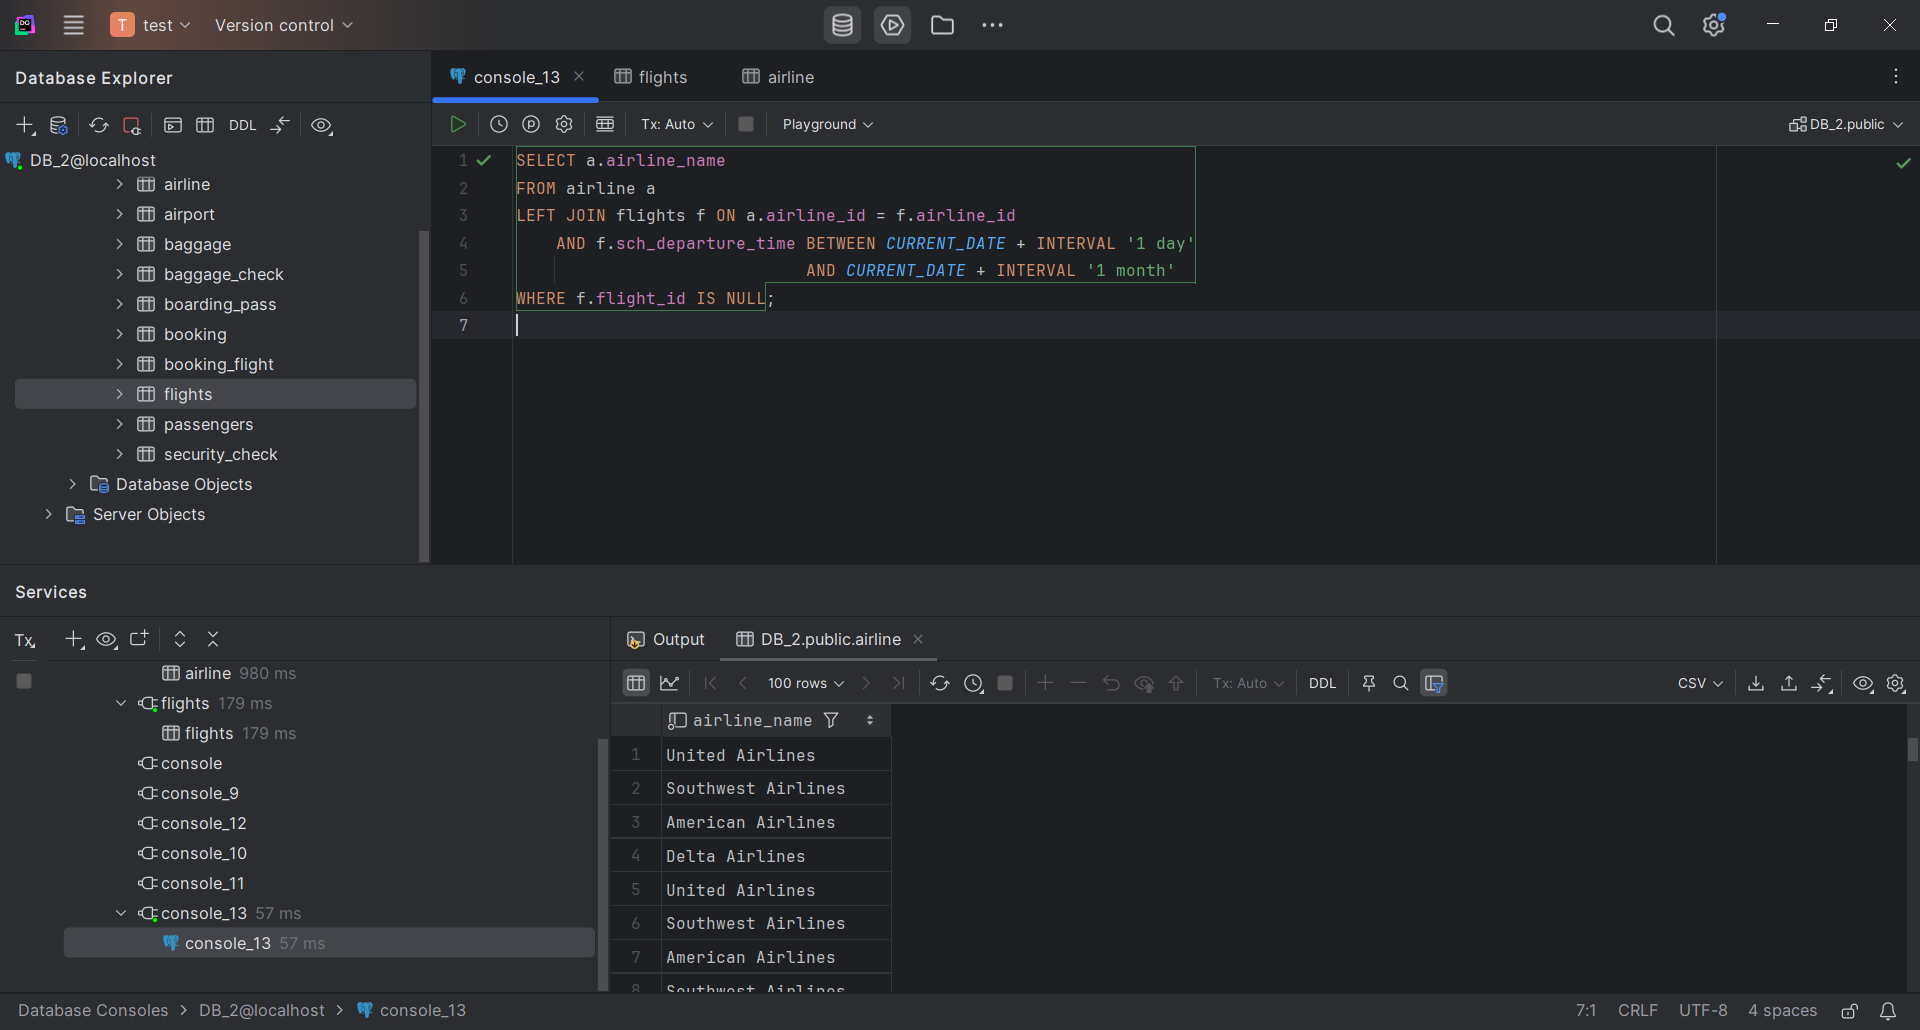 DG
T test
Version control
Database Explorer
console_13
flights
airline
DDL
Tx: Auto
Playground
DB_2.public
DB_2@localhost
airline
airport
baggage
baggage_check
boarding_pass
booking
booking_flight
flights
passengers
security_check
Database Objects
Server Objects
1 SELECT a.airline_name
2 FROM airline a
3 LEFT JOIN flights f ON a.airline_id = f.airline_id
4 AND f.sch_departure_time BETWEEN CURRENT_DATE + INTERVAL '1 day'
5 AND CURRENT_DATE + INTERVAL '1 month'
6 WHERE f.flight_id IS NULL;
7
Services
Tx
airline 980 ms
flights 179 ms
flights 179 ms
console
console_9
console_12
console_10
console_11
console_13 57 ms
console_13 57 ms
Output
DB_2.public.airline
100 rows
Tx: Auto
DDL
CSV
airline_name
1 United Airlines
2 Southwest Airlines
3 American Airlines
4 Delta Airlines
5 United Airlines
6 Southwest Airlines
7 American Airlines
8 Southwest Airlines
Database Consoles > DB_2@localhost > console_13
7:1 CRLF UTF-8 4 spaces